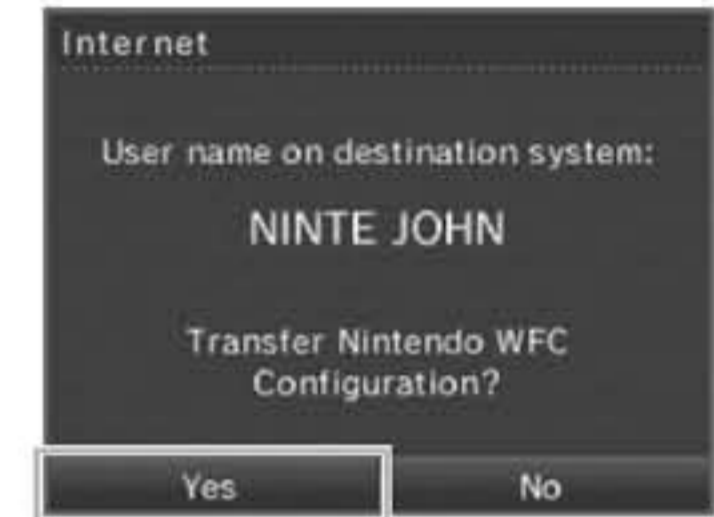 Internet
User name on destination system:
NINTE JOHN
Transfer Nintendo WFC
Configuration?
Yes
No